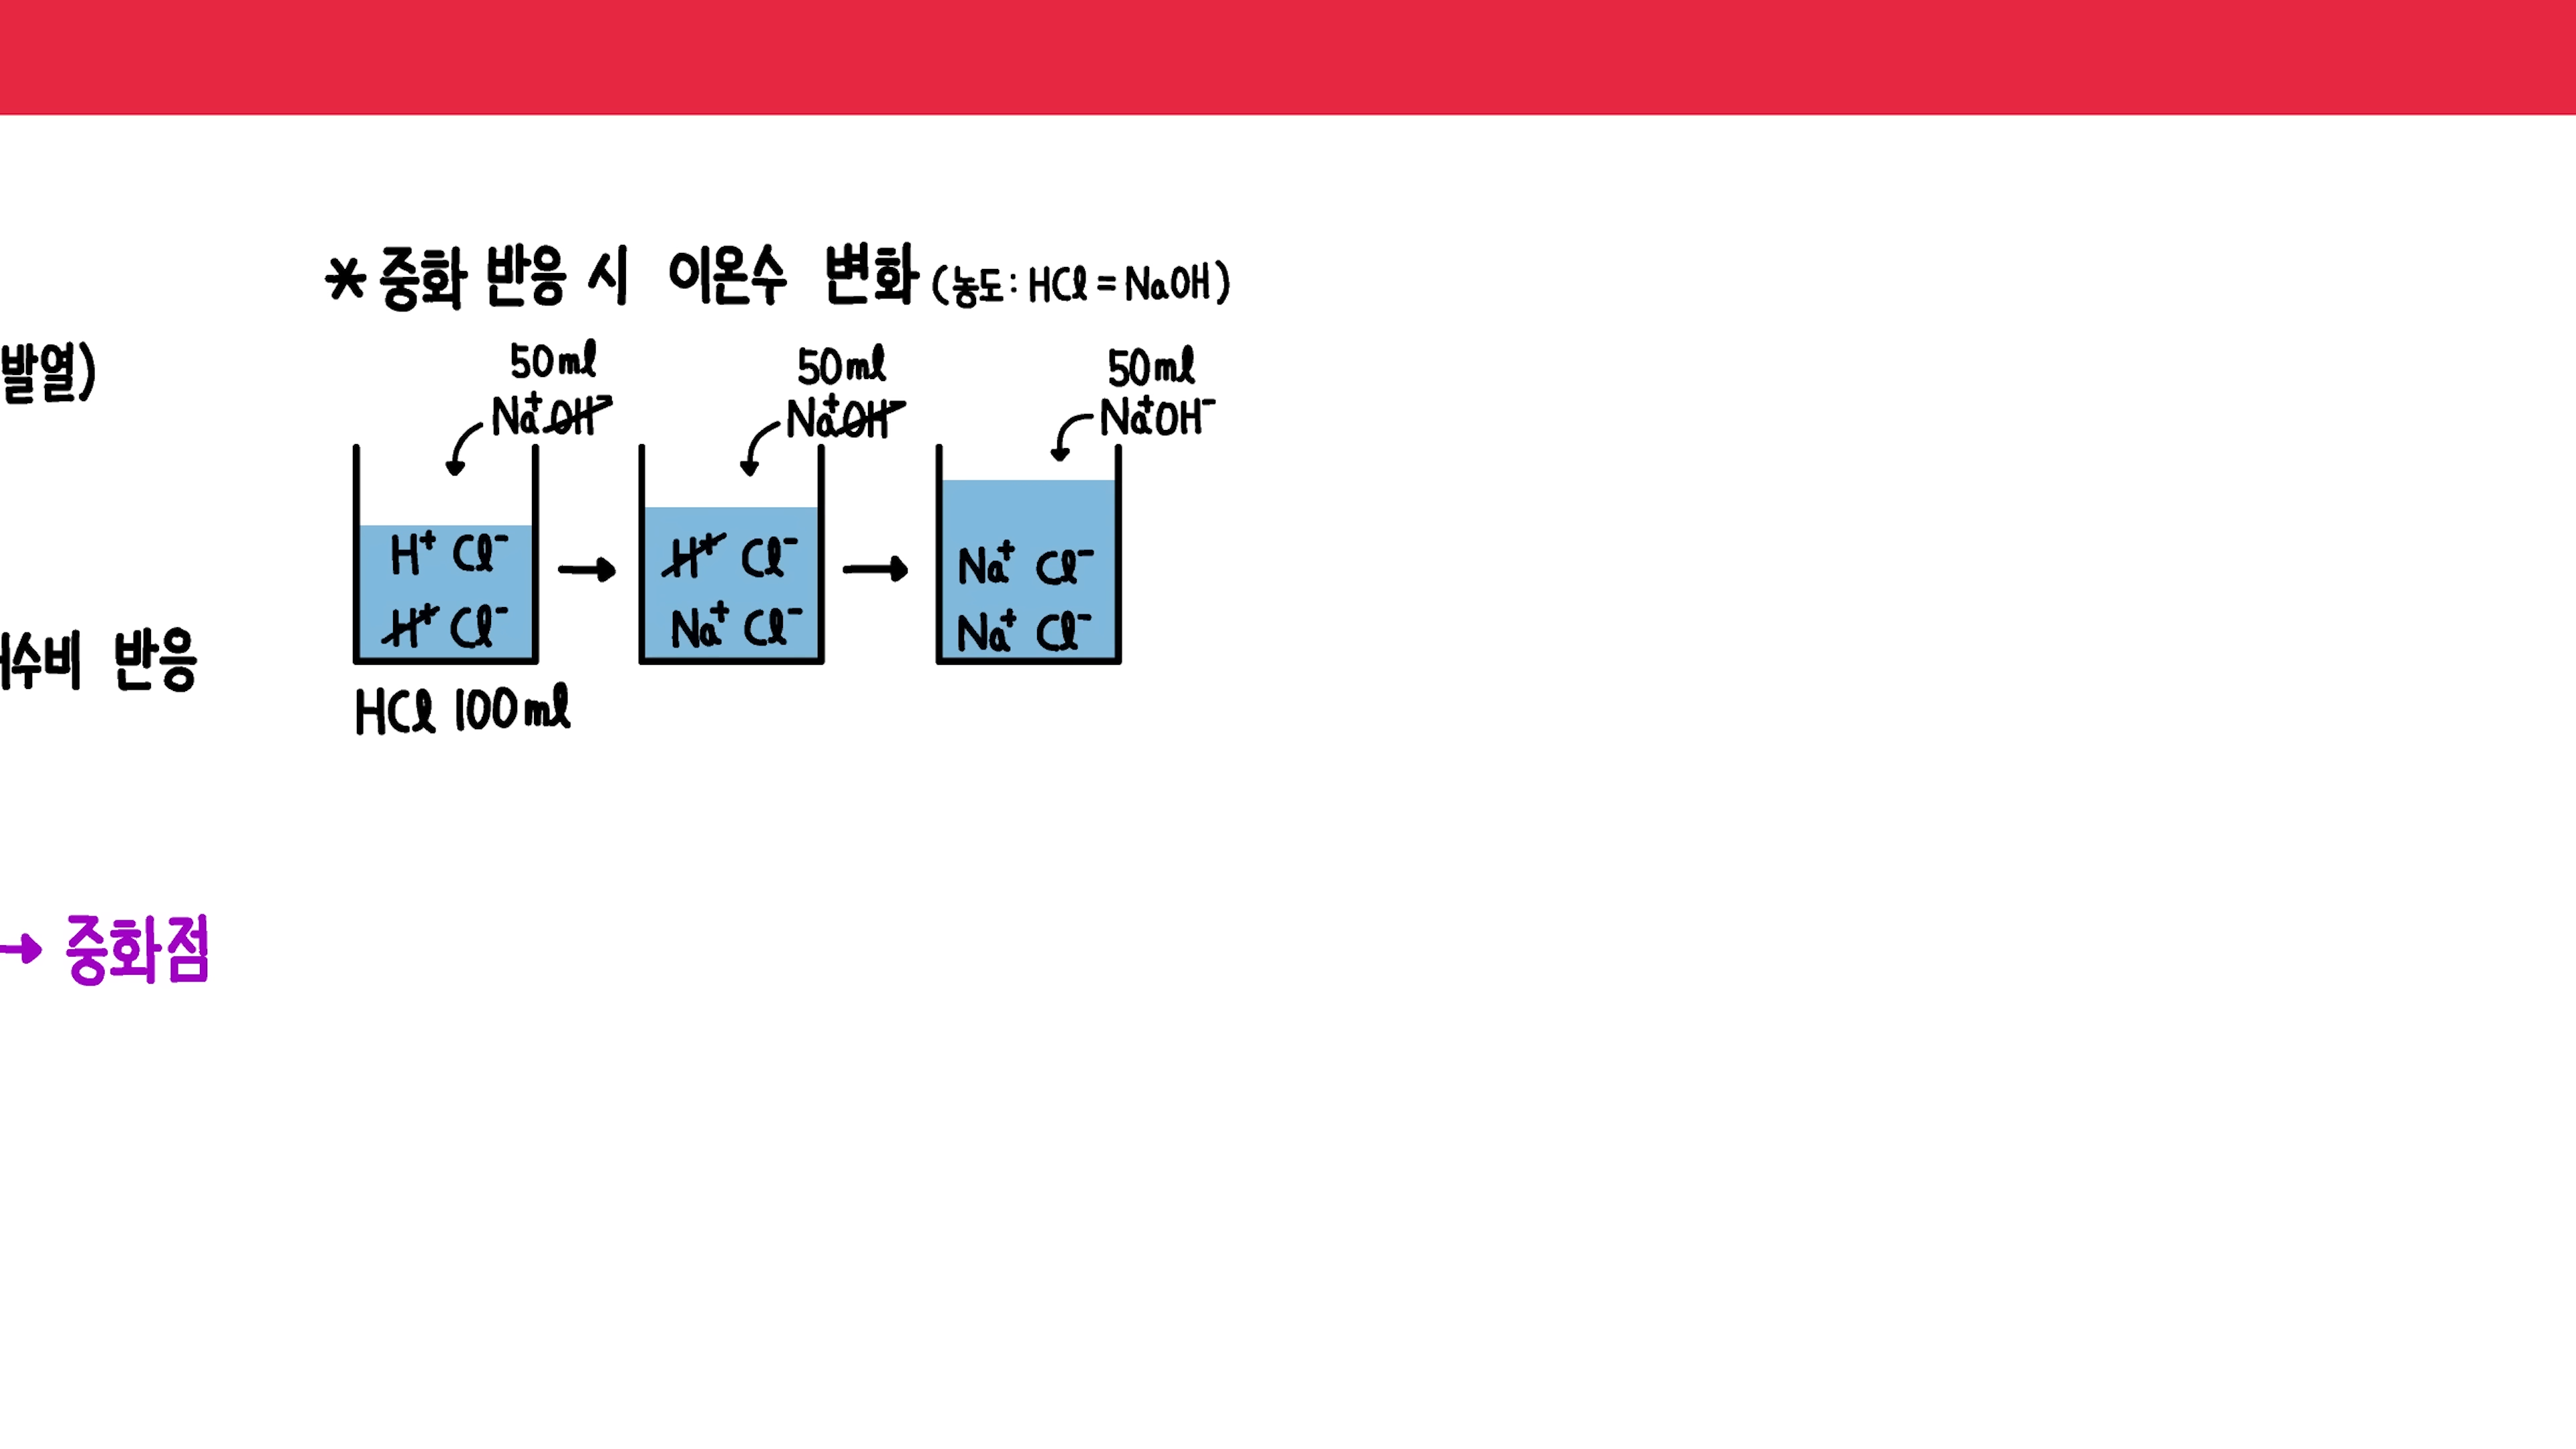 발열)
수비 반응
→ 중화점
* 중화 반응 시 이온수 변화 (농도: HCl = NaOH)
50ml
Na⁺OH⁻
50ml
Na⁺OH⁻
50ml
Na⁺OH⁻
H⁺ Cl⁻
H⁺ Cl⁻
→
H⁺ Cl⁻
Na⁺ Cl⁻
→
Na⁺ Cl⁻
Na⁺ Cl⁻
HCl 100ml